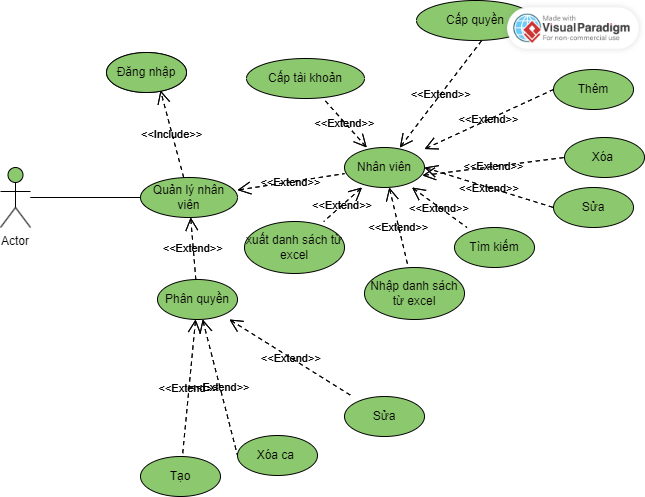 Cấp quyền
Made with
Visual Paradigm
For non-commercial use
Đăng nhập
Cấp tài khoản
<<Extend>>
Thêm
<<Extend>>
<<Include>>
<<Extend>>
Nhân viên
<<Extend>>
Xóa
Quản lý nhân
viên
<<Extend>>
<<Extend>>
Sửa
<<Extend>>
<<Extend>>
Actor
<<Extend>>
<<Extend>>
xuất danh sách từ
excel
Tìm kiếm
Nhập danh sách
từ excel
Phân quyền
<<Extend>>
<<Extend>>
<<Extend>>
Sửa
Xóa ca
Tạo